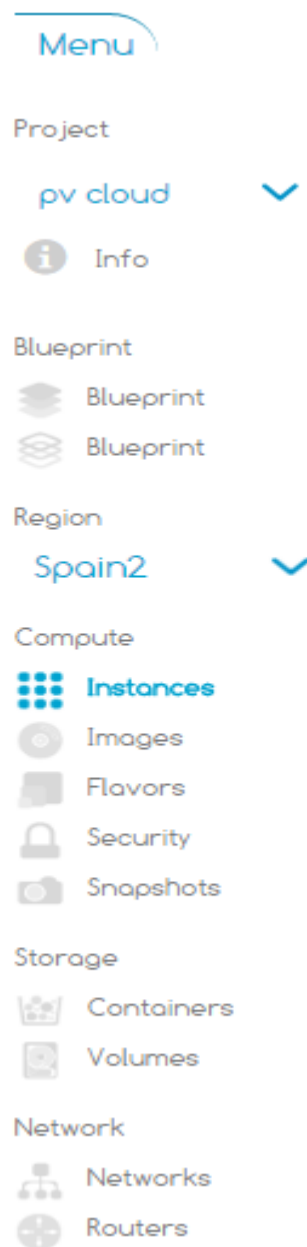 Menu
Project
pv cloud
Info
Blueprint
Blueprint
Blueprint
Region
Spain2
Compute
Instances
Images
Flavors
Security
Snapshots
Storage
Containers
Volumes
Network
Networks
Routers